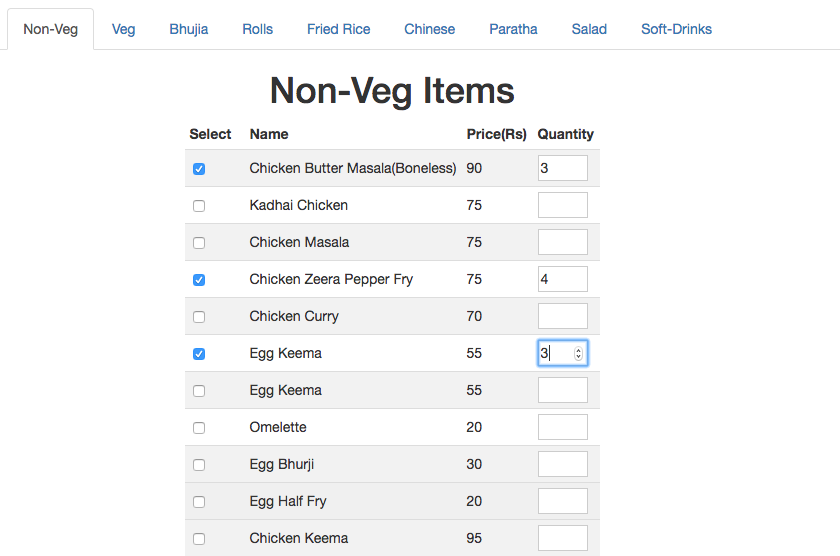 Non-Veg Veg Bhujia Rolls Fried Rice Chinese Paratha Salad Soft-Drinks
Non-Veg Items
Select Name Price(Rs) Quantity
Chicken Butter Masala(Boneless) 90 3
Kadhai Chicken 75
Chicken Masala 75
Chicken Zeera Pepper Fry 75 4
Chicken Curry 70
Egg Keema 55 3
Egg Keema 55
Omelette 20
Egg Bhurji 30
Egg Half Fry 20
Chicken Keema 95